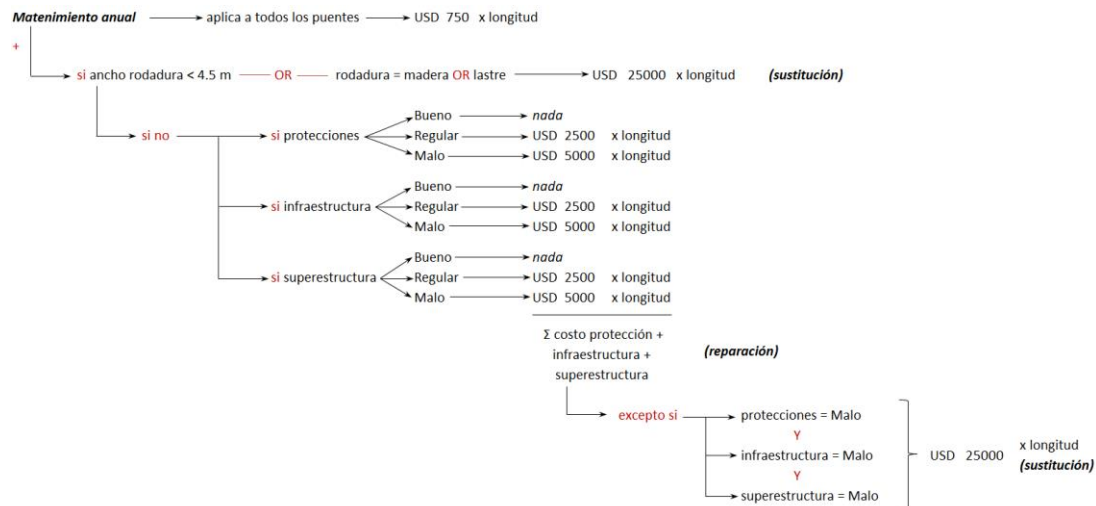 Matenimiento anual aplica a todos los puentes USD 750 x longitud
+
si ancho rodadura < 4.5 m OR rodadura = madera OR lastre USD 25000 x longitud (sustitución)
si no
si protecciones
Bueno nada
Regular USD 2500 x longitud
Malo USD 5000 x longitud
si infraestructura
Bueno nada
Regular USD 2500 x longitud
Malo USD 5000 x longitud
si superestructura
Bueno nada
Regular USD 2500 x longitud
Malo USD 5000 x longitud
Σ costo protección +
infraestructura +
superestructura
(reparación)
excepto si
protecciones = Malo
Y
infraestructura = Malo
Y
superestructura = Malo
USD 25000 x longitud
(sustitución)